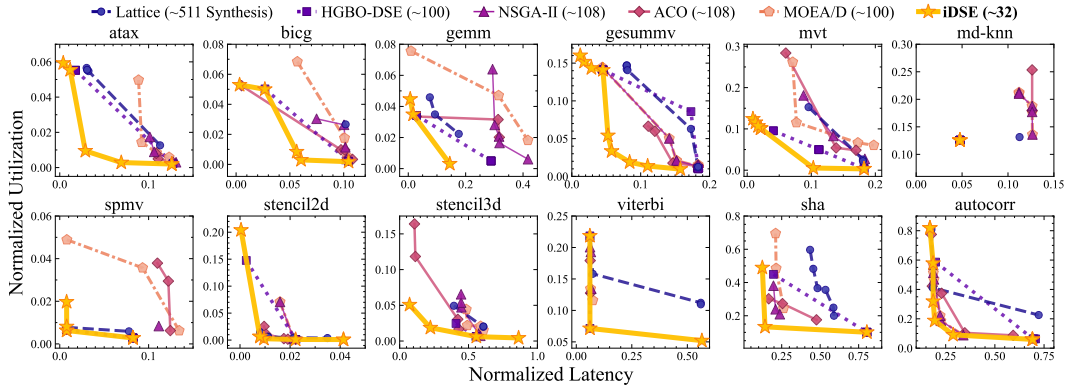 Lattice (~511 Synthesis) HGBO-DSE (~100) NSGA-II (~108) ACO (~108) MOEA/D (~100) iDSE (~32)
atax bicg gemm gesummv mvt md-knn
0.06 0.08 0.08 0.15 0.3 0.30
0.04 0.06 0.06 0.10 0.2 0.25
0.02 0.04 0.04 0.05 0.1 0.20
0.00 0.02 0.02 0.00 0.0 0.15
0.00 0.00 0.10
0.0 0.1 0.00 0.05 0.10 0.0 0.2 0.4 0.0 0.1 0.2 0.0 0.1 0.2 0.00 0.05 0.10 0.15
Normalized Utilization
spmv stencil2d stencil3d viterbi sha autocorr
0.06 0.2 0.15 0.25 0.8 0.8
0.04 0.1 0.10 0.20 0.6 0.6
0.02 0.0 0.05 0.15 0.4 0.4
0.00 0.00 0.10 0.2 0.2
0.05 0.0
0.0 0.1 0.00 0.02 0.04 0.0 0.5 1.0 0.00 0.25 0.50 0.25 0.50 0.75 0.25 0.50 0.75
Normalized Latency